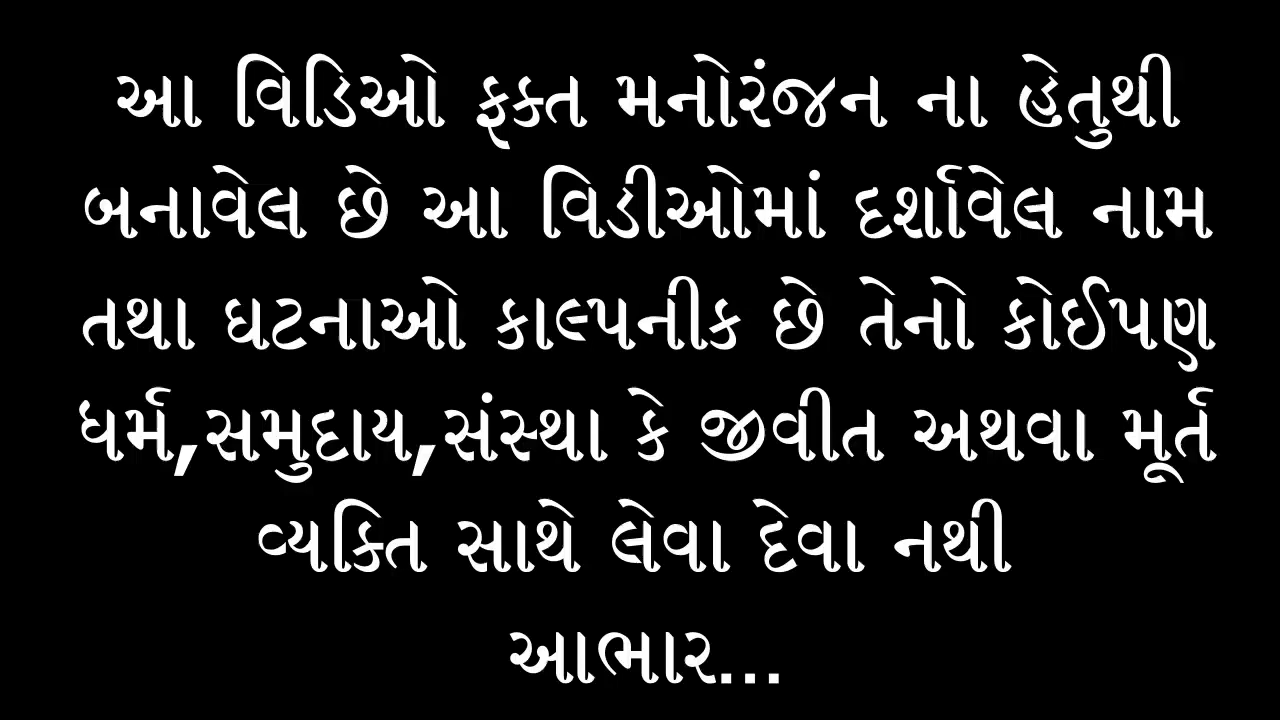 આ વિડિઓ ફક્ત મનોરંજન ના હેતુથી
બનાવેલ છે આ વિડીઓમાં દર્શાવેલ નામ
તથા ઘટનાઓ કાલ્પનીક છે તેનો કોઈપણ
ધર્મ,સમુદાય,સંસ્થા કે જીવીત અથવા મૂર્ત
વ્યક્તિ સાથે લેવા દેવા નથી
આભાર...